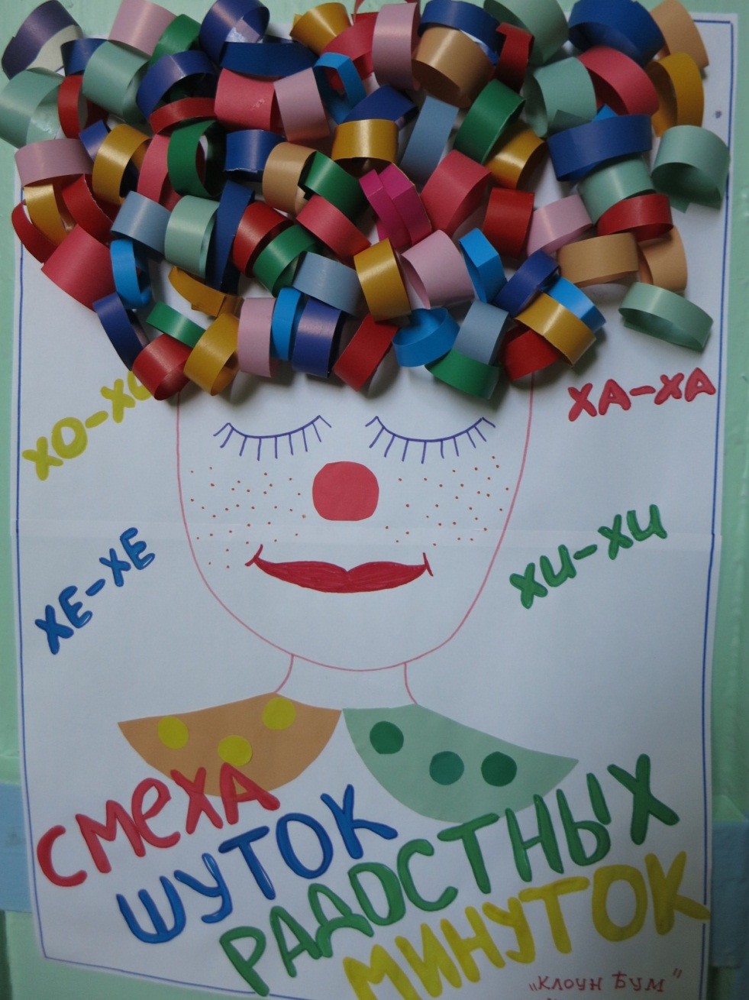 ХО-ХО
ХА-ХА
ХЕ-ХЕ
ХИ-ХИ
СМЕХА
ШУТОК
РАДОСТНЫХ
МИНУТОК
"КЛОУН БУМ"